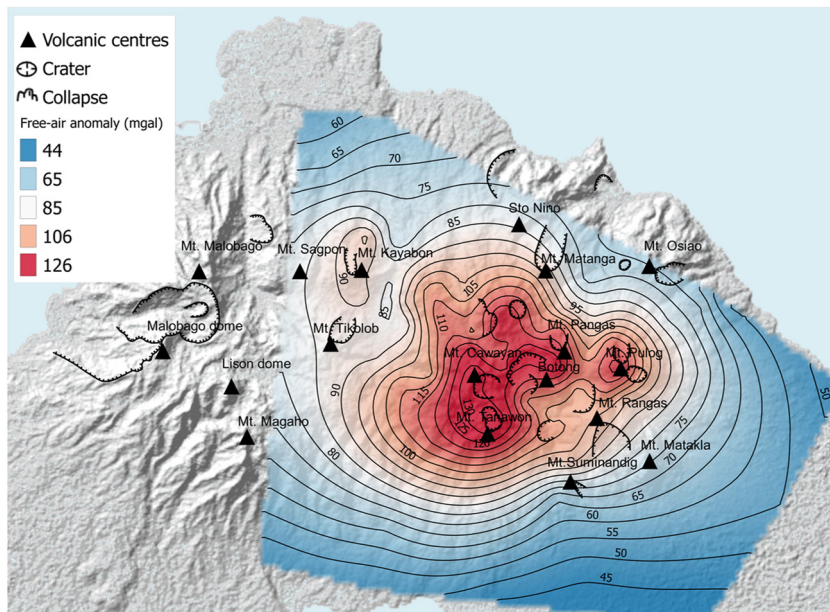 Volcanic centres
Crater
Collapse
Free-air anomaly (mgal)
44
65
85
106
126
60
65
70
75
85
Sto Nino
Mt. Malobago
Mt. Sagpon
Mt. Kayabon
Mt. Matanga
Mt. Osiao
90
85
105
95
110
Malobago dome
Mt. Tikolob
Mt. Pangas
Mt. Cawayan
Mt. Pulog
Botong
Lison dome
90
115
50
130
Mt. Rangas
Mt. Tanawon
75
125
Mt. Magaho
120
80
100
Mt. Matakla
70
Mt.Suminandig
65
60
55
50
45